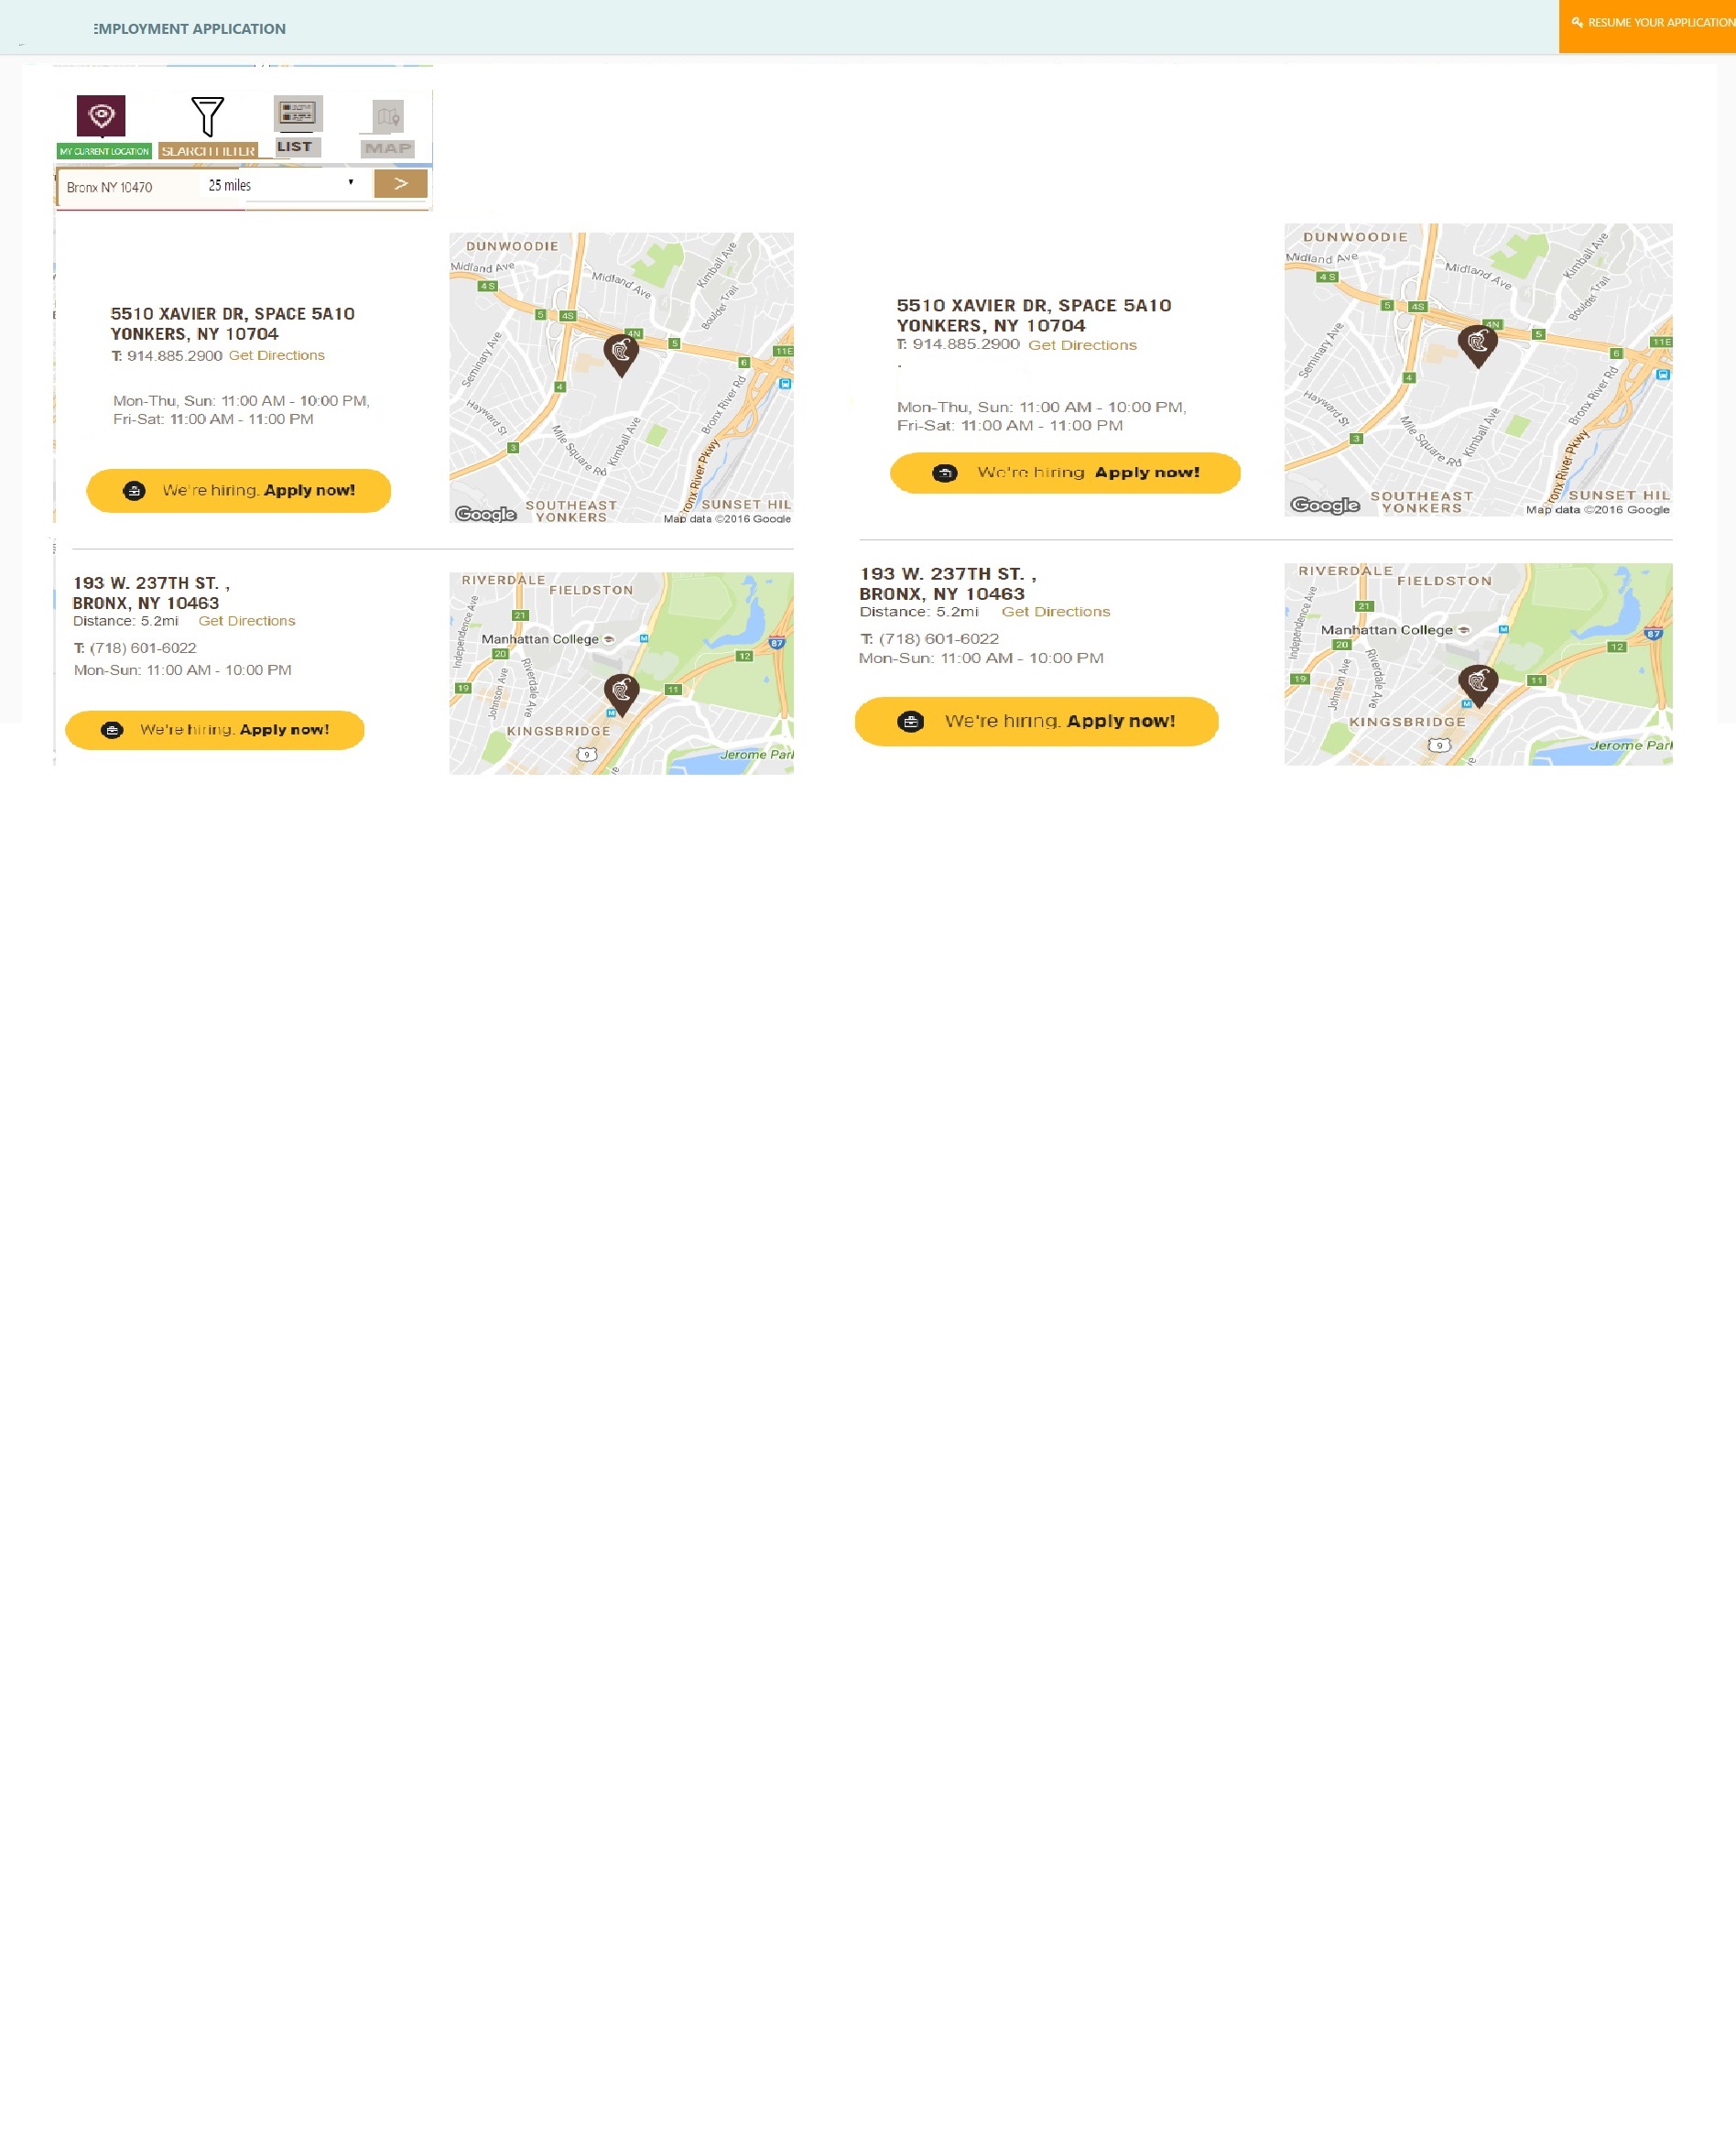 EMPLOYMENT APPLICATION
RESUME YOUR APPLICATION
MY CURRENT LOCATION
SEARCH FILTER
LIST
MAP
Bronx NY 10470
25 miles
>
5510 XAVIER DR, SPACE 5A10
YONKERS, NY 10704
T: 914.885.2900 Get Directions
Mon-Thu, Sun: 11:00 AM - 10:00 PM,
Fri-Sat: 11:00 AM - 11:00 PM
We're hiring. Apply now!
DUNWOODIE
Midland Ave
Midland Ave
Kimball Ave
Boulder Trail
4S
5
4S
4N
5
6
11E
Seminary Ave
4
Hayward St
3
Mile Square Rd
Kimball Ave
Bronx River Rd
Bronx River Pkwy
SOUTHEAST
YONKERS
SUNSET HIL
Google
Map data ©2016 Google
193 W. 237TH ST. ,
BRONX, NY 10463
Distance: 5.2mi Get Directions
T: (718) 601-6022
Mon-Sun: 11:00 AM - 10:00 PM
We're hiring. Apply now!
RIVERDALE
FIELDSTON
Independence Ave
21
Manhattan College
M
87
20
12
19
Johnson Ave
Riverdale Ave
11
M
KINGSBRIDGE
9
Jerome Park
5510 XAVIER DR, SPACE 5A10
YONKERS, NY 10704
T: 914.885.2900 Get Directions
Mon-Thu, Sun: 11:00 AM - 10:00 PM,
Fri-Sat: 11:00 AM - 11:00 PM
We're hiring Apply now!
DUNWOODIE
Midland Ave
Midland Ave
Kimball Ave
Boulder Trail
4S
5
4S
4N
5
6
11E
Seminary Ave
4
Hayward St
3
Mile Square Rd
Kimball Ave
Bronx River Rd
Bronx River Pkwy
SOUTHEAST
YONKERS
SUNSET HIL
Google
Map data ©2016 Google
193 W. 237TH ST. ,
BRONX, NY 10463
Distance: 5.2mi Get Directions
T: (718) 601-6022
Mon-Sun: 11:00 AM - 10:00 PM
We're hiring. Apply now!
RIVERDALE
FIELDSTON
Independence Ave
21
Manhattan College
M
87
20
12
19
Johnson Ave
Riverdale Ave
11
M
KINGSBRIDGE
9
Jerome Park